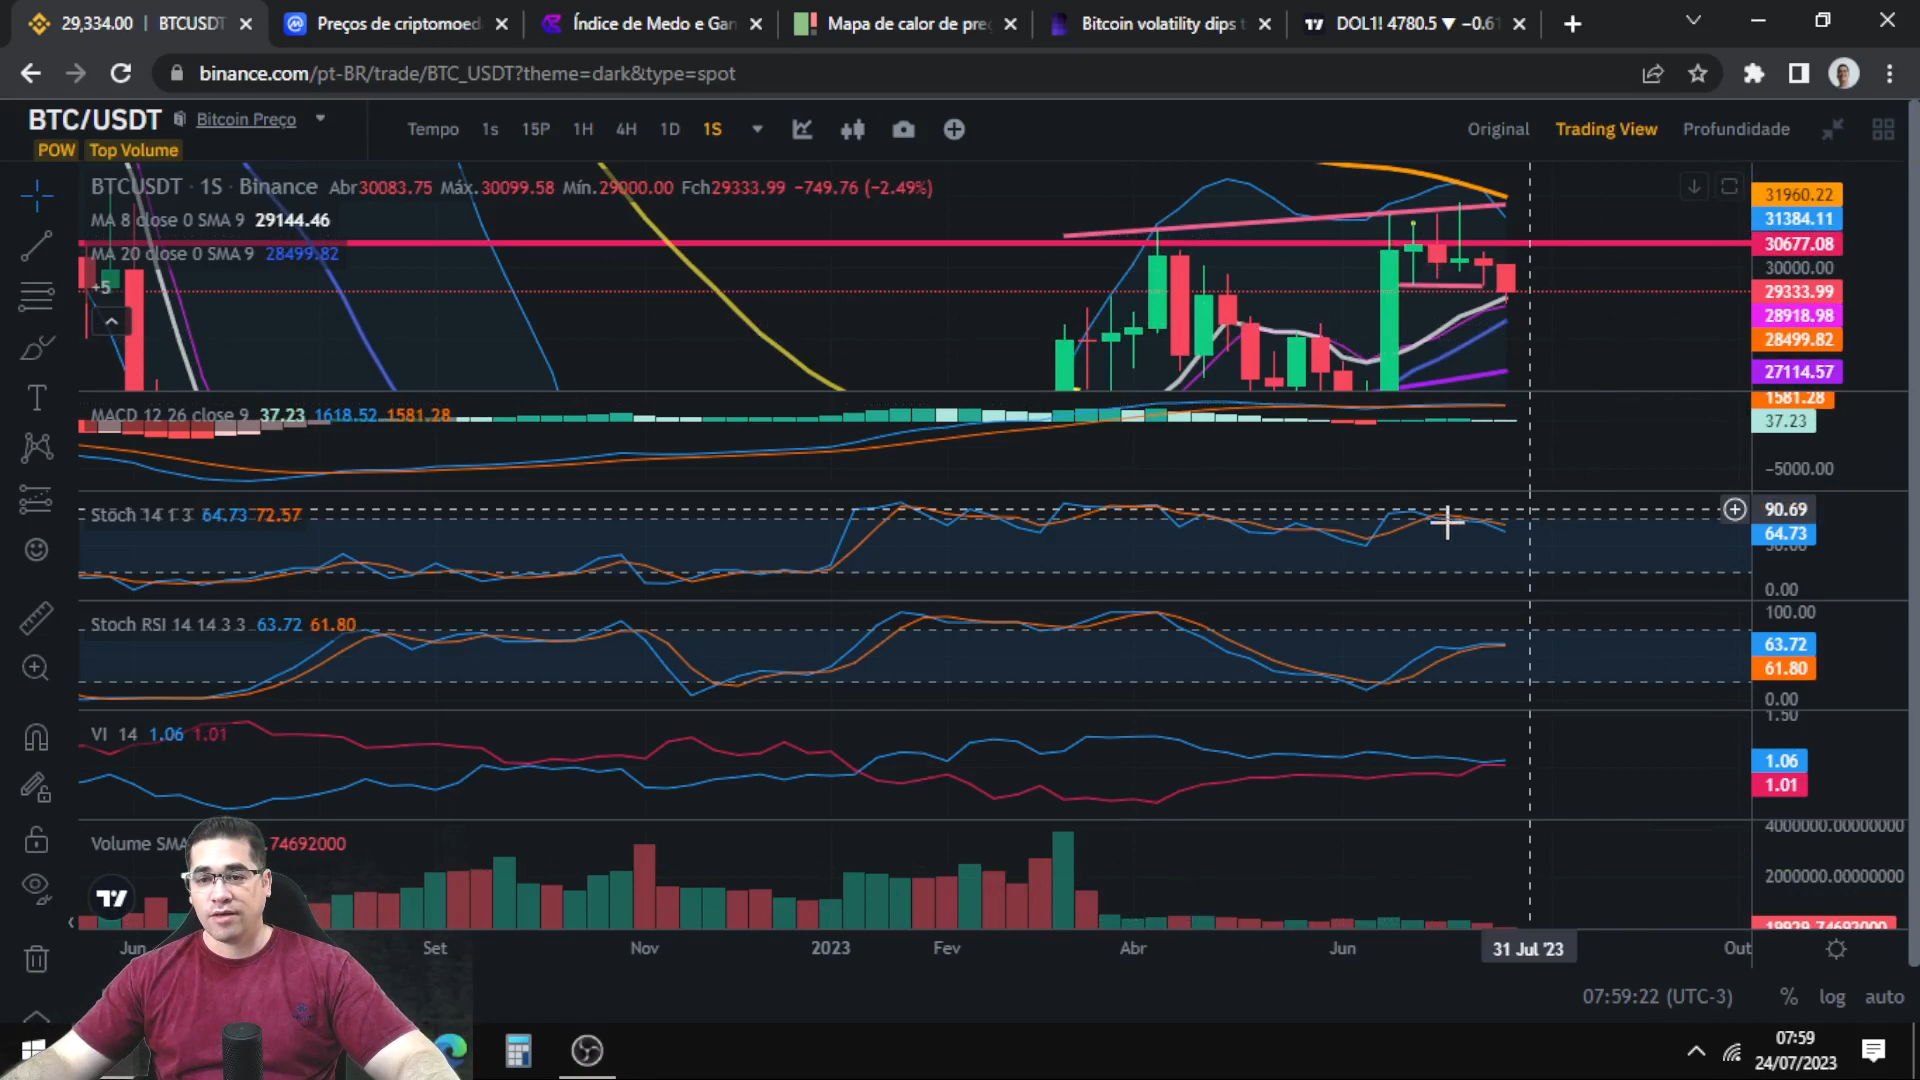 29,334.00 | BTCUSDT
Preços de criptomoed
Índice de Medo e Gan
Mapa de calor de pre
Bitcoin volatility dips t
DOL1! 4780.5 ▼ −0.61
binance.com/pt-BR/trade/BTC_USDT?theme=dark&type=spot
BTC/USDT
Bitcoin Preço
POW
Top Volume
Tempo 1s 15P 1H 4H 1D 1S
Original Trading View Profundidade
BTCUSDT · 1S · Binance Abr30083.75 Máx.30099.58 Mín.29000.00 Fch29333.99 −749.76 (−2.49%)
MA 8 close 0 SMA 9 29144.46
MA 20 close 0 SMA 9 28499.82
+5
31960.22
31384.11
30677.08
30000.00
29333.99
28918.98
28499.82
27114.57
MACD 12 26 close 9 37.23 1618.52 1581.28
1581.28
37.23
−5000.00
Stoch 14 1 3 64.73 72.57
90.69
64.73
0.00
Stoch RSI 14 14 3 3 63.72 61.80
100.00
63.72
61.80
0.00
VI 14 1.06 1.01
1.50
1.06
1.01
Volume SMA
.74692000
4000000.00000000
2000000.00000000
19929.74692000
Jun Set Nov 2023 Fev Abr Jun 31 Jul '23 Out
07:59:22 (UTC-3) % log auto
07:59
24/07/2023